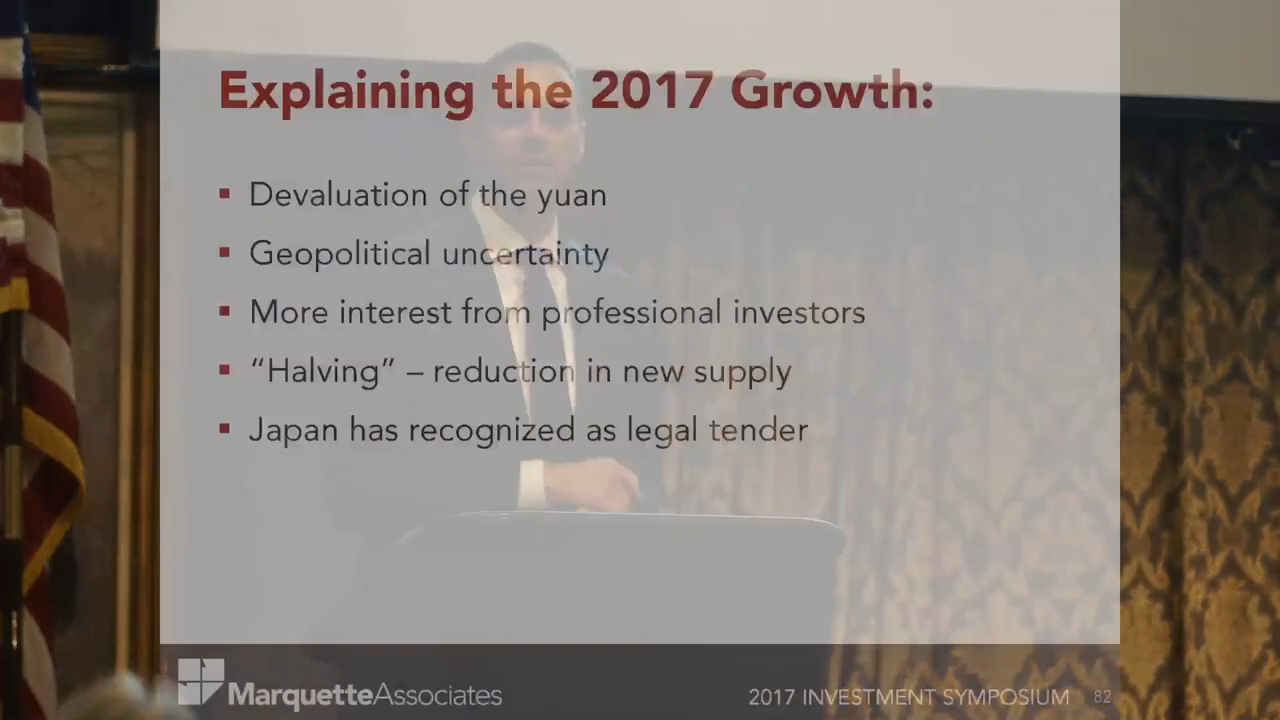 Explaining the 2017 Growth:
▪ Devaluation of the yuan
▪ Geopolitical uncertainty
▪ More interest from professional investors
▪ “Halving” – reduction in new supply
▪ Japan has recognized as legal tender
MarquetteAssociates
2017 INVESTMENT SYMPOSIUM 82